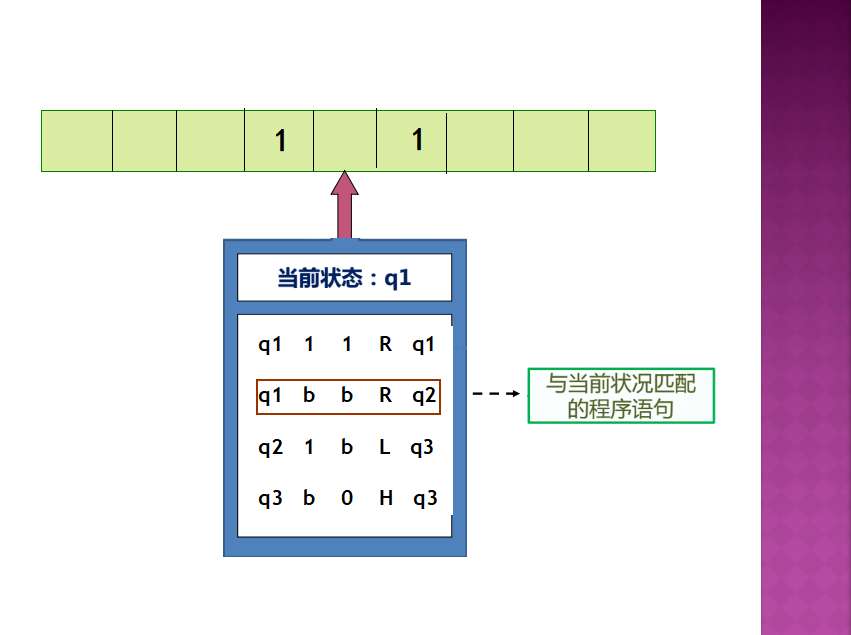 1 1
当前状态：q1
q1 1 1 R q1
q1 b b R q2
q2 1 b L q3
q3 b 0 H q3
与当前状况匹配
的程序语句